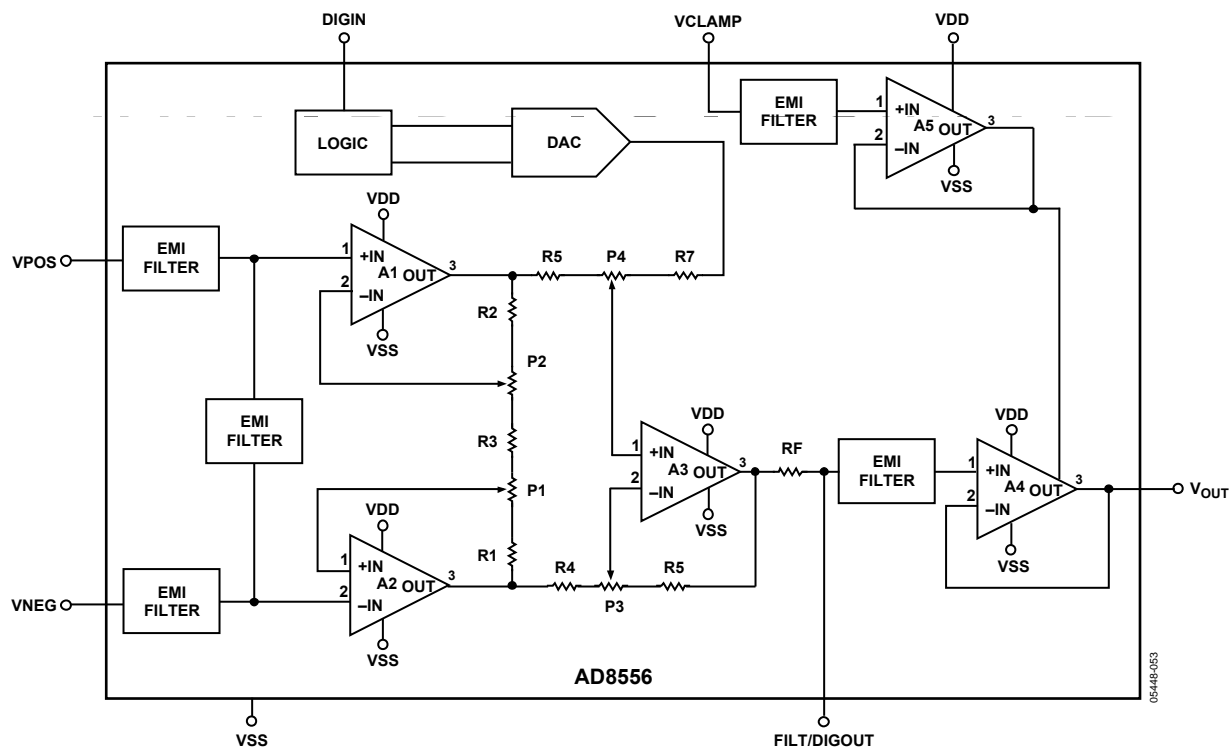 DIGIN
VCLAMP
VDD
LOGIC
DAC
EMI
FILTER
1
+IN
A5
OUT
3
2
–IN
VSS
VDD
VPOS
EMI
FILTER
1
+IN
A1
OUT
3
2
–IN
VSS
R5
P4
R7
R2
P2
EMI
FILTER
R3
P1
R1
VDD
1
+IN
A3
OUT
3
2
–IN
VSS
RF
EMI
FILTER
VDD
1
+IN
A4
OUT
3
2
–IN
VSS
VOUT
VNEG
EMI
FILTER
VDD
1
+IN
A2
OUT
3
2
–IN
VSS
R4
P3
R5
AD8556
05448-053
VSS
FILT/DIGOUT